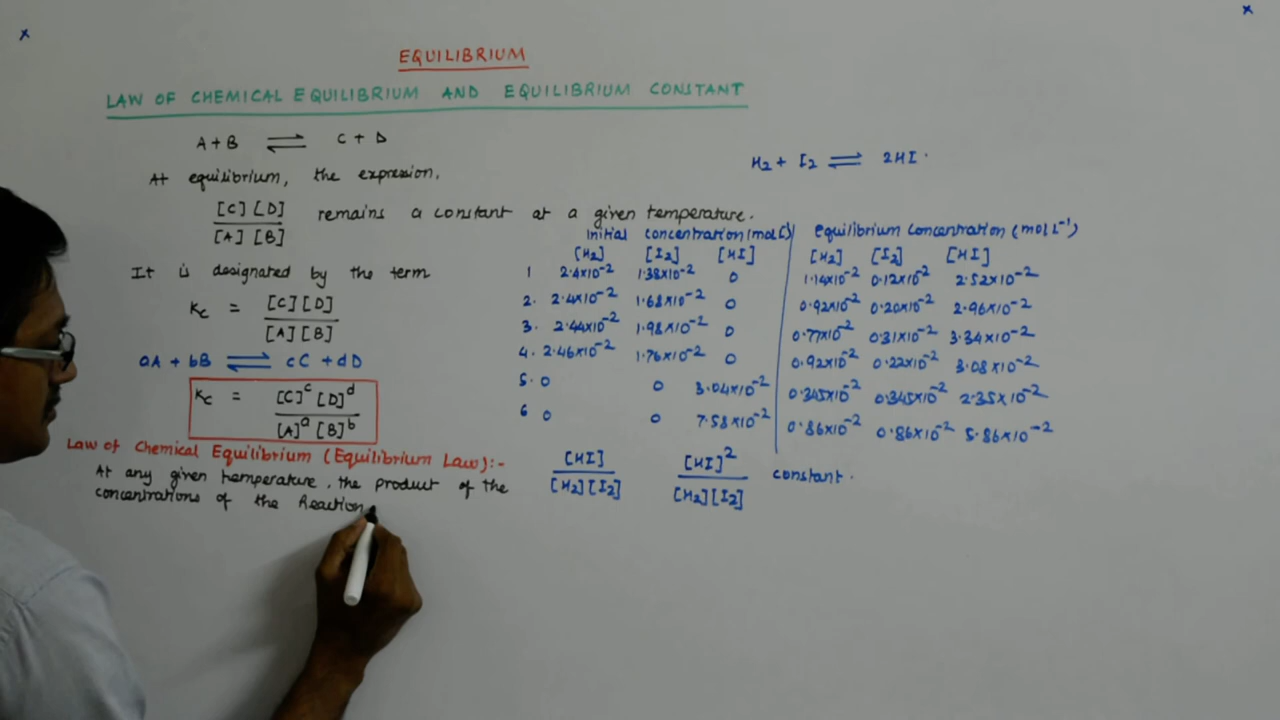 EQUILIBRIUM
LAW OF CHEMICAL EQUILIBRIUM AND EQUILIBRIUM CONSTANT
A + B ⇌ C + D
At equilibrium, the expression,
[C] [D]
[A] [B]
remains a constant at a given temperature.
It is designated by the term
Kc = [C][D]
[A][B]
aA + bB ⇌ cC + dD
Kc = [C]^c [D]^d
[A]^a [B]^b
Law of Chemical Equilibrium (Equilibrium Law):-
At any given temperature, the product of the
concentrations of the Reaction
H2 + I2 ⇌ 2HI.
Initial concentration (mol L) equilibrium concentration (mol L^-1)
[H2] [I2] [HI] [H2] [I2] [HI]
1 2.4×10^-2 1.38×10^-2 0 1.14×10^-2 0.12×10^-2 2.52×10^-2
2. 2.4×10^-2 1.68×10^-2 0 0.92×10^-2 0.20×10^-2 2.96×10^-2
3. 2.44×10^-2 1.98×10^-2 0 0.77×10^-2 0.31×10^-2 3.34×10^-2
4. 2.46×10^-2 1.76×10^-2 0 0.92×10^-2 0.22×10^-2 3.08×10^-2
5. 0 0 3.04×10^-2 0.345×10^-2 0.345×10^-2 2.35×10^-2
6 0 0 7.58×10^-2 0.86×10^-2 0.86×10^-2 5.86×10^-2
[HI] [HI]^2 constant.
[H2][I2] [H2][I2]